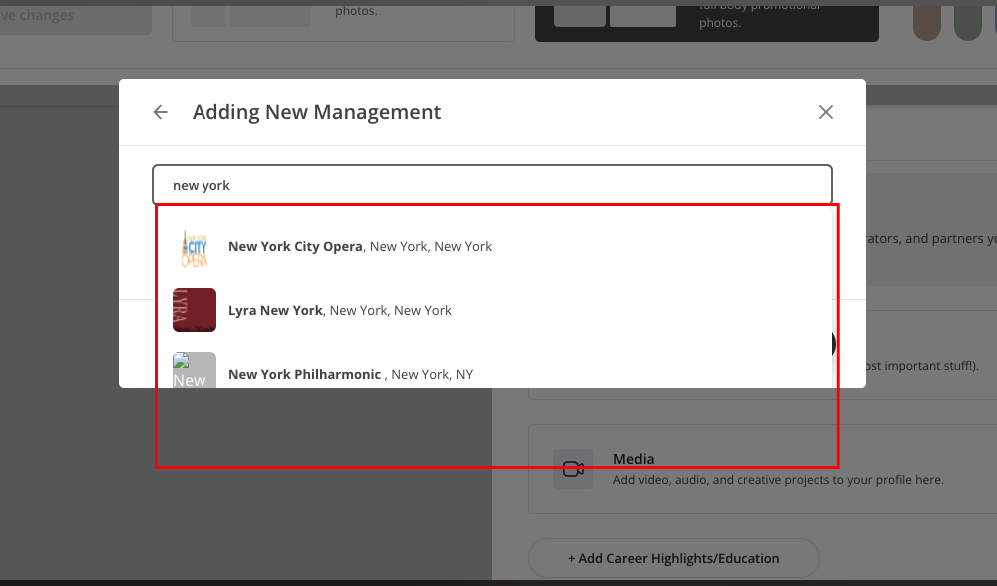 ve changes
photos.
full body promotional
photos.
Adding New Management
new york
CITY
OPERA
New York City Opera, New York, New York
LYRA
Lyra New York, New York, New York
New
New York Philharmonic , New York, NY
rators, and partners yo
ost important stuff!).
Media
Add video, audio, and creative projects to your profile here.
+ Add Career Highlights/Education